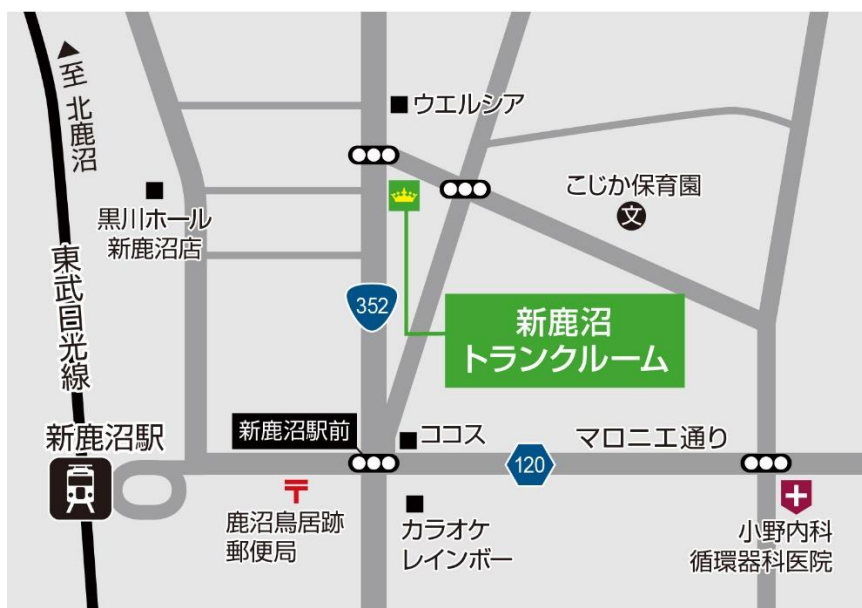 至 北鹿沼
ウエルシア
こじか保育園
文
黒川ホール
新鹿沼店
東武日光線
352
新鹿沼
トランクルーム
新鹿沼駅
新鹿沼駅前
ココス
120
マロニエ通り
鹿沼鳥居跡
郵便局
カラオケ
レインボー
小野内科
循環器科医院